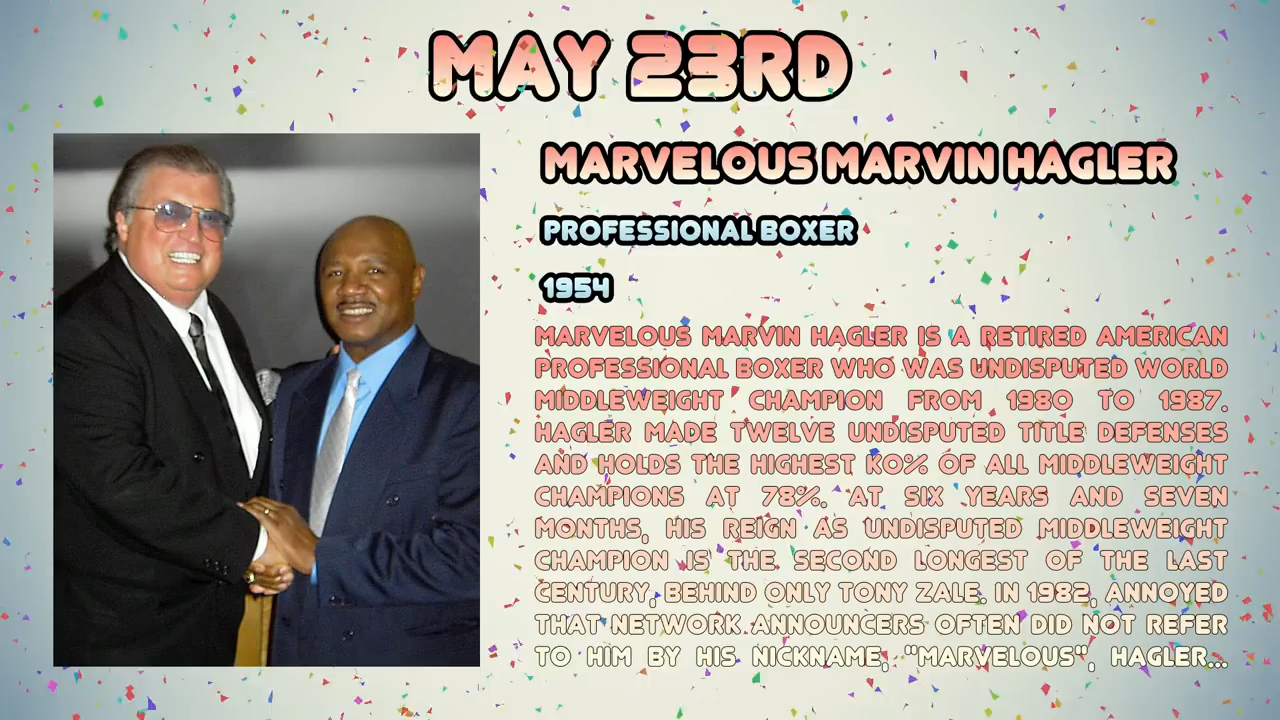 MAY 23RD
MARVELOUS MARVIN HAGLER
PROFESSIONAL BOXER
1954
MARVELOUS MARVIN HAGLER IS A RETIRED AMERICAN
PROFESSIONAL BOXER WHO WAS UNDISPUTED WORLD
MIDDLEWEIGHT CHAMPION FROM 1980 TO 1987.
HAGLER MADE TWELVE UNDISPUTED TITLE DEFENSES
AND HOLDS THE HIGHEST KO% OF ALL MIDDLEWEIGHT
CHAMPIONS AT 78%. AT SIX YEARS AND SEVEN
MONTHS, HIS REIGN AS UNDISPUTED MIDDLEWEIGHT
CHAMPION IS THE SECOND LONGEST OF THE LAST
CENTURY, BEHIND ONLY TONY ZALE. IN 1982, ANNOYED
THAT NETWORK ANNOUNCERS OFTEN DID NOT REFER
TO HIM BY HIS NICKNAME, "MARVELOUS", HAGLER...